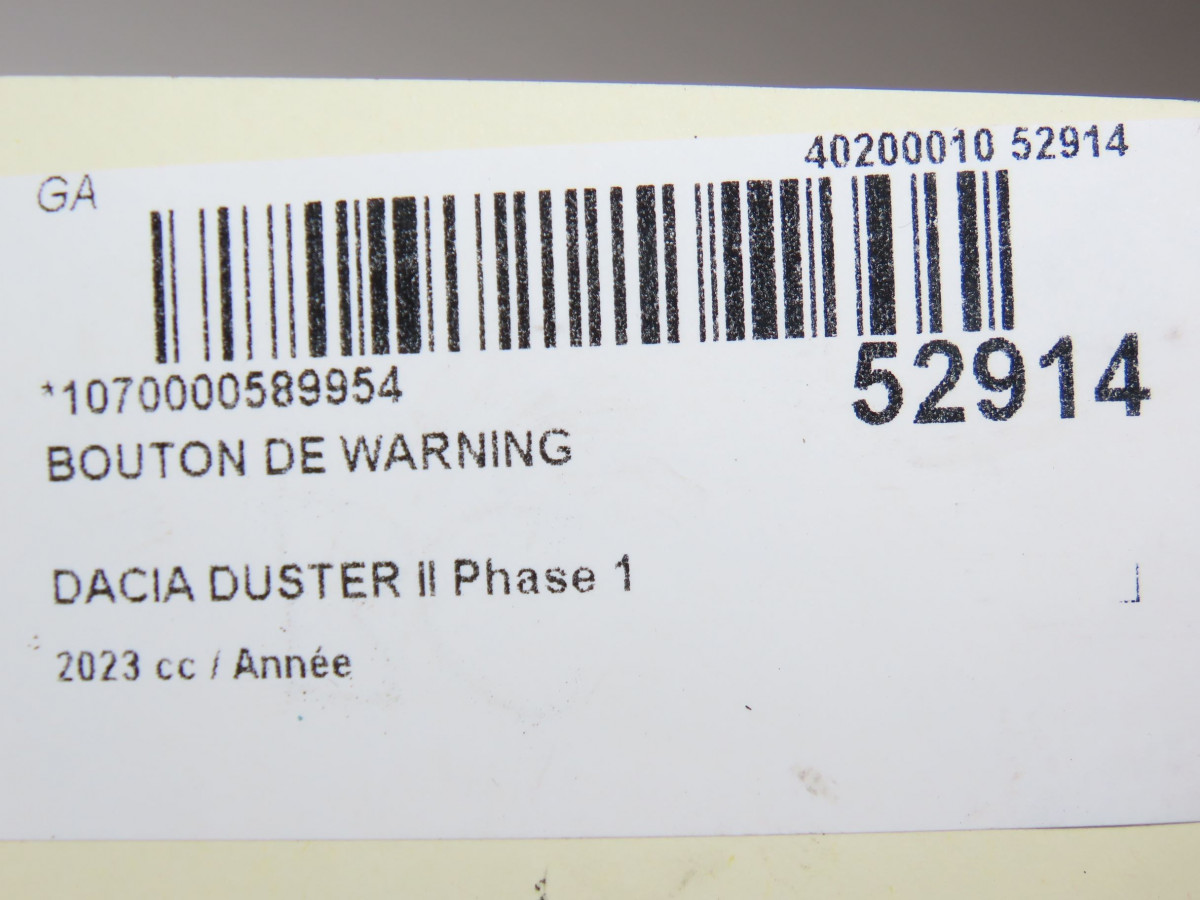 40200010 52914
GA
*1070000589954
52914
BOUTON DE WARNING
DACIA DUSTER II Phase 1
2023 cc / Année